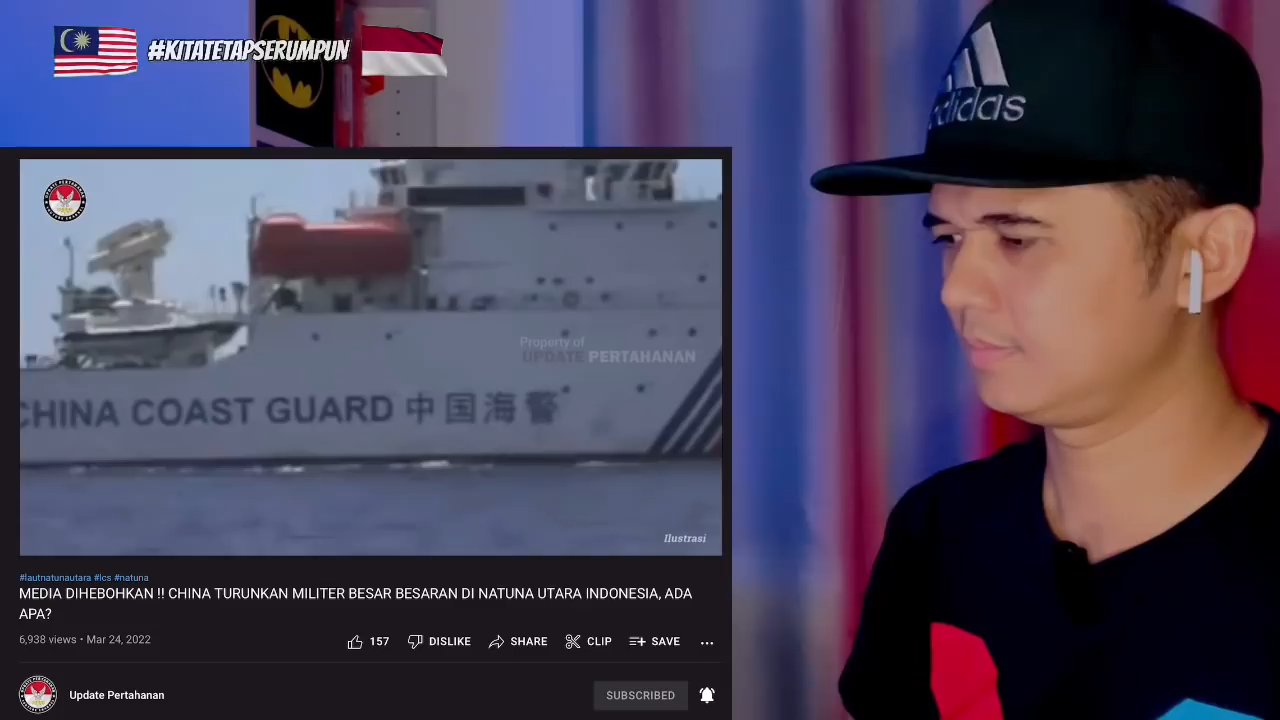 #KITATETAPSERUMPUN
adidas
Property of
UPDATE PERTAHANAN
CHINA COAST GUARD 中国海警
Ilustrasi
#lautnatunautara #lcs #natuna
MEDIA DIHEBOHKAN !! CHINA TURUNKAN MILITER BESAR BESARAN DI NATUNA UTARA INDONESIA, ADA
APA?
6,938 views • Mar 24, 2022
157
DISLIKE
SHARE
CLIP
SAVE
Update Pertahanan
SUBSCRIBED